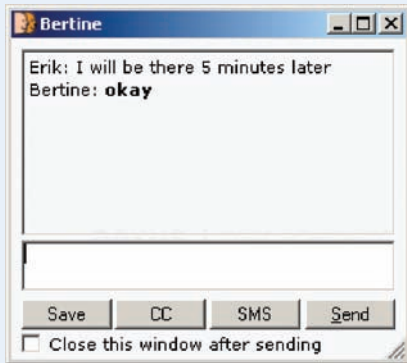 Bertine
Erik: I will be there 5 minutes later
Bertine: okay
Save CC SMS Send
Close this window after sending